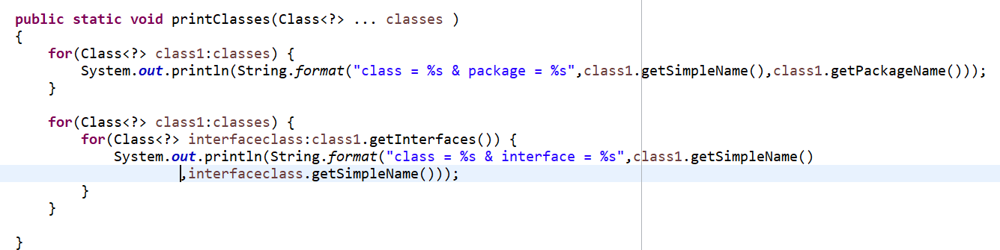 public static void printClasses(Class<?> ... classes )
{
    for(Class<?> class1:classes) {
        System.out.println(String.format("class = %s & package = %s",class1.getSimpleName(),class1.getPackageName()));
    }

    for(Class<?> class1:classes) {
        for(Class<?> interfaceclass:class1.getInterfaces()) {
            System.out.println(String.format("class = %s & interface = %s",class1.getSimpleName()
                    ,interfaceclass.getSimpleName()));
        }
    }

}